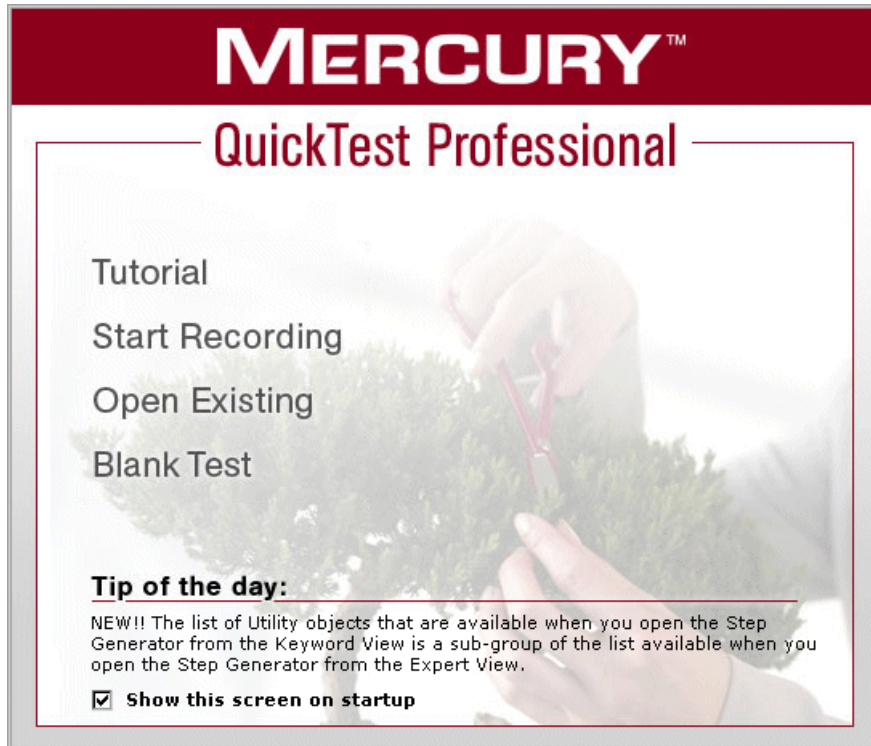 MERCURY™
QuickTest Professional
Tutorial
Start Recording
Open Existing
Blank Test
Tip of the day:
NEW!! The list of Utility objects that are available when you open the Step
Generator from the Keyword View is a sub-group of the list available when you
open the Step Generator from the Expert View.
Show this screen on startup